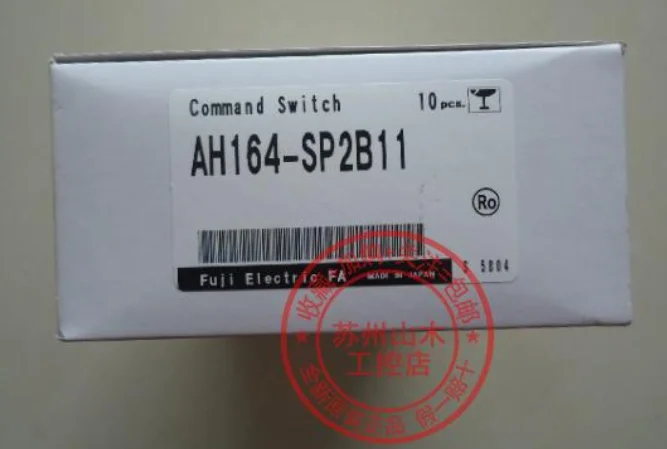 Command Switch 10 pcs.
AH164-SP2B11
Ro
S 5804
Fuji Electric FA MADE IN JAPAN
苏州山木
工控店